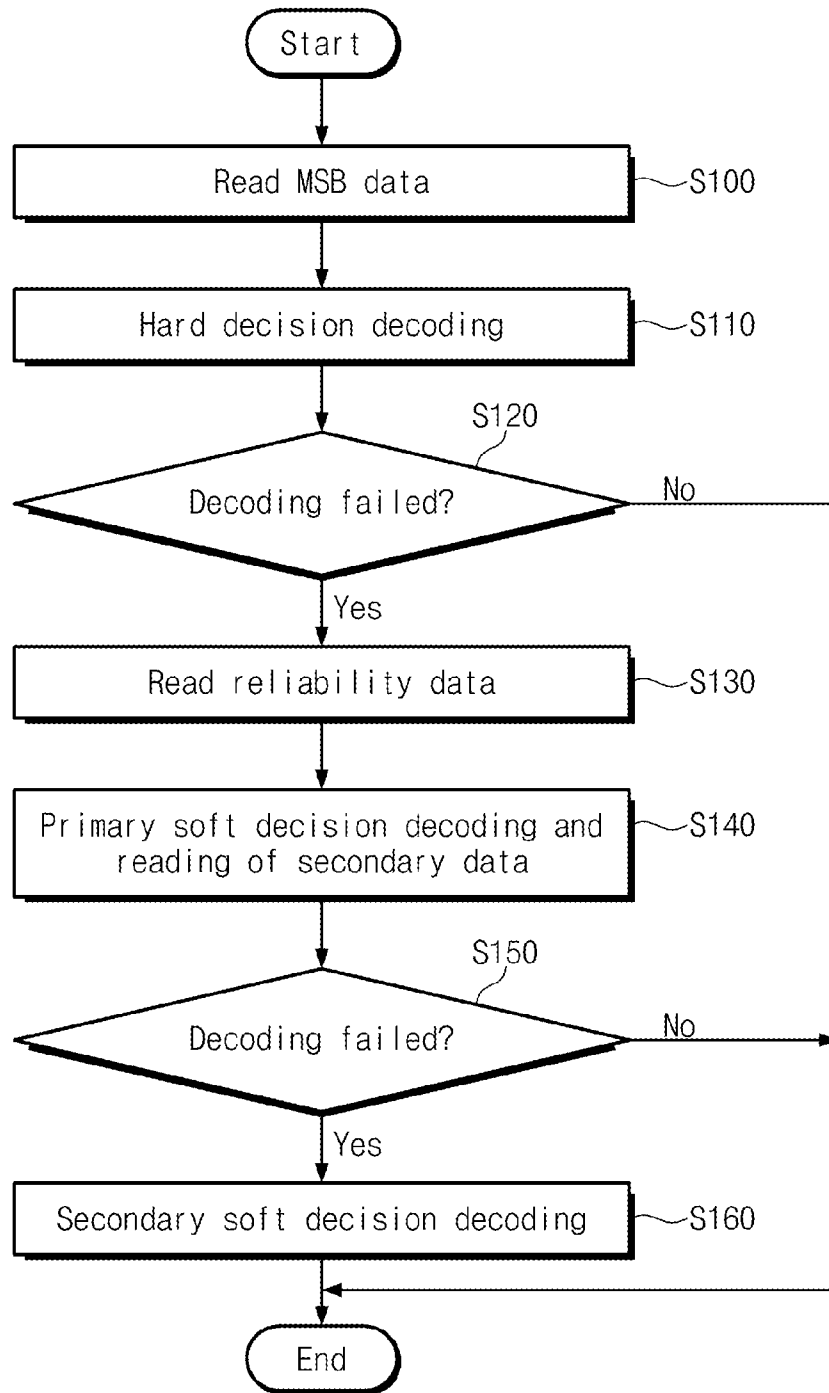 Start
Read MSB data
S100
Hard decision decoding
S110
S120
Decoding failed?
No
Yes
Read reliability data
S130
Primary soft decision decoding and
reading of secondary data
S140
S150
Decoding failed?
No
Yes
Secondary soft decision decoding
S160
End